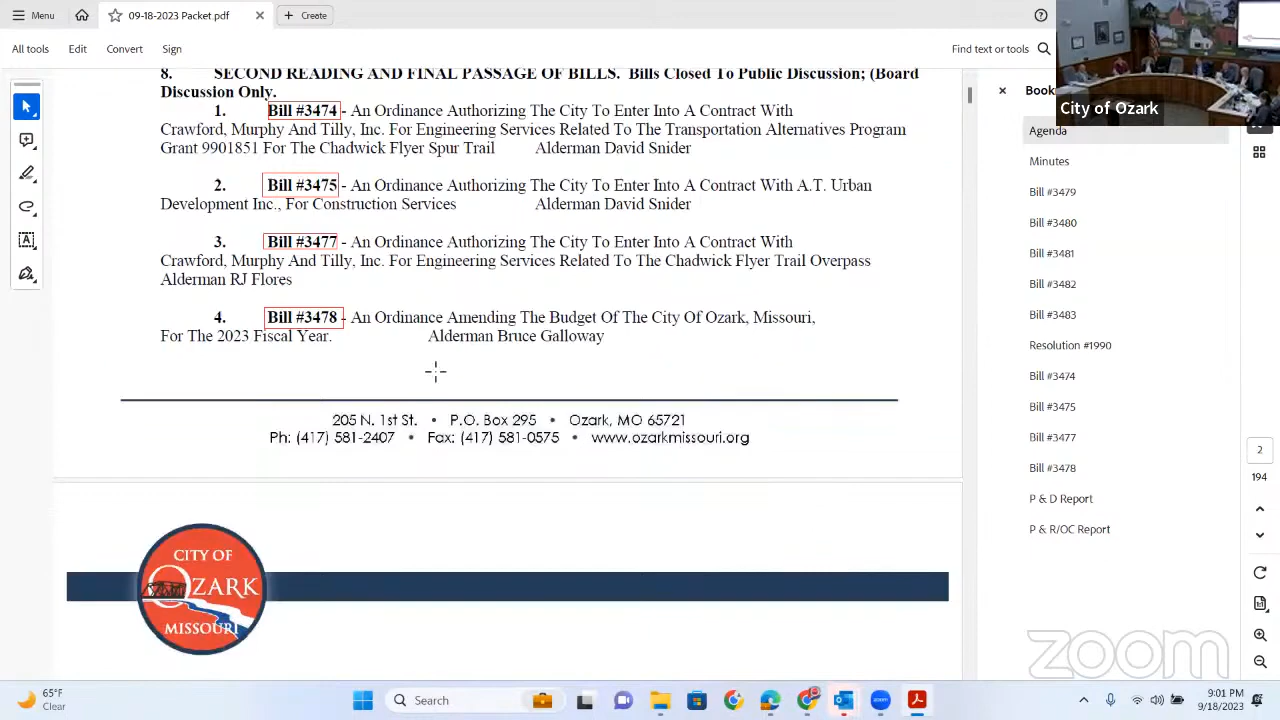 Menu
09-18-2023 Packet.pdf
Create
All tools
Edit
Convert
Sign
Find text or tools
8. SECOND READING AND FINAL PASSAGE OF BILLS. Bills Closed To Public Discussion; (Board
Discussion Only.
1. Bill #3474 - An Ordinance Authorizing The City To Enter Into A Contract With
Crawford, Murphy And Tilly, Inc. For Engineering Services Related To The Transportation Alternatives Program
Grant 9901851 For The Chadwick Flyer Spur Trail Alderman David Snider
2. Bill #3475 - An Ordinance Authorizing The City To Enter Into A Contract With A.T. Urban
Development Inc., For Construction Services Alderman David Snider
3. Bill #3477 - An Ordinance Authorizing The City To Enter Into A Contract With
Crawford, Murphy And Tilly, Inc. For Engineering Services Related To The Chadwick Flyer Trail Overpass
Alderman RJ Flores
4. Bill #3478 - An Ordinance Amending The Budget Of The City Of Ozark, Missouri,
For The 2023 Fiscal Year. Alderman Bruce Galloway
205 N. 1st St. • P.O. Box 295 • Ozark, MO 65721
Ph: (417) 581-2407 • Fax: (417) 581-0575 • www.ozarkmissouri.org
CITY OF
OZARK
MISSOURI
Book
City of Ozark
Agenda
Minutes
Bill #3479
Bill #3480
Bill #3481
Bill #3482
Bill #3483
Resolution #1990
Bill #3474
Bill #3475
Bill #3477
Bill #3478
P & D Report
P & R/OC Report
2
194
zoom
65°F
Clear
Search
9:01 PM
9/18/2023